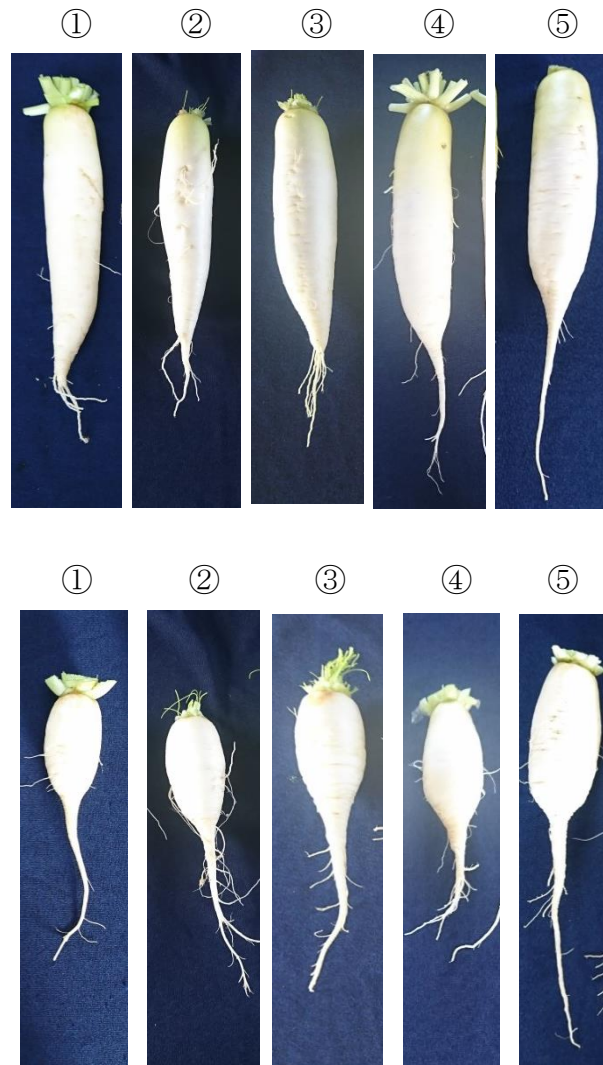 ① ② ③ ④ ⑤
① ② ③ ④ ⑤